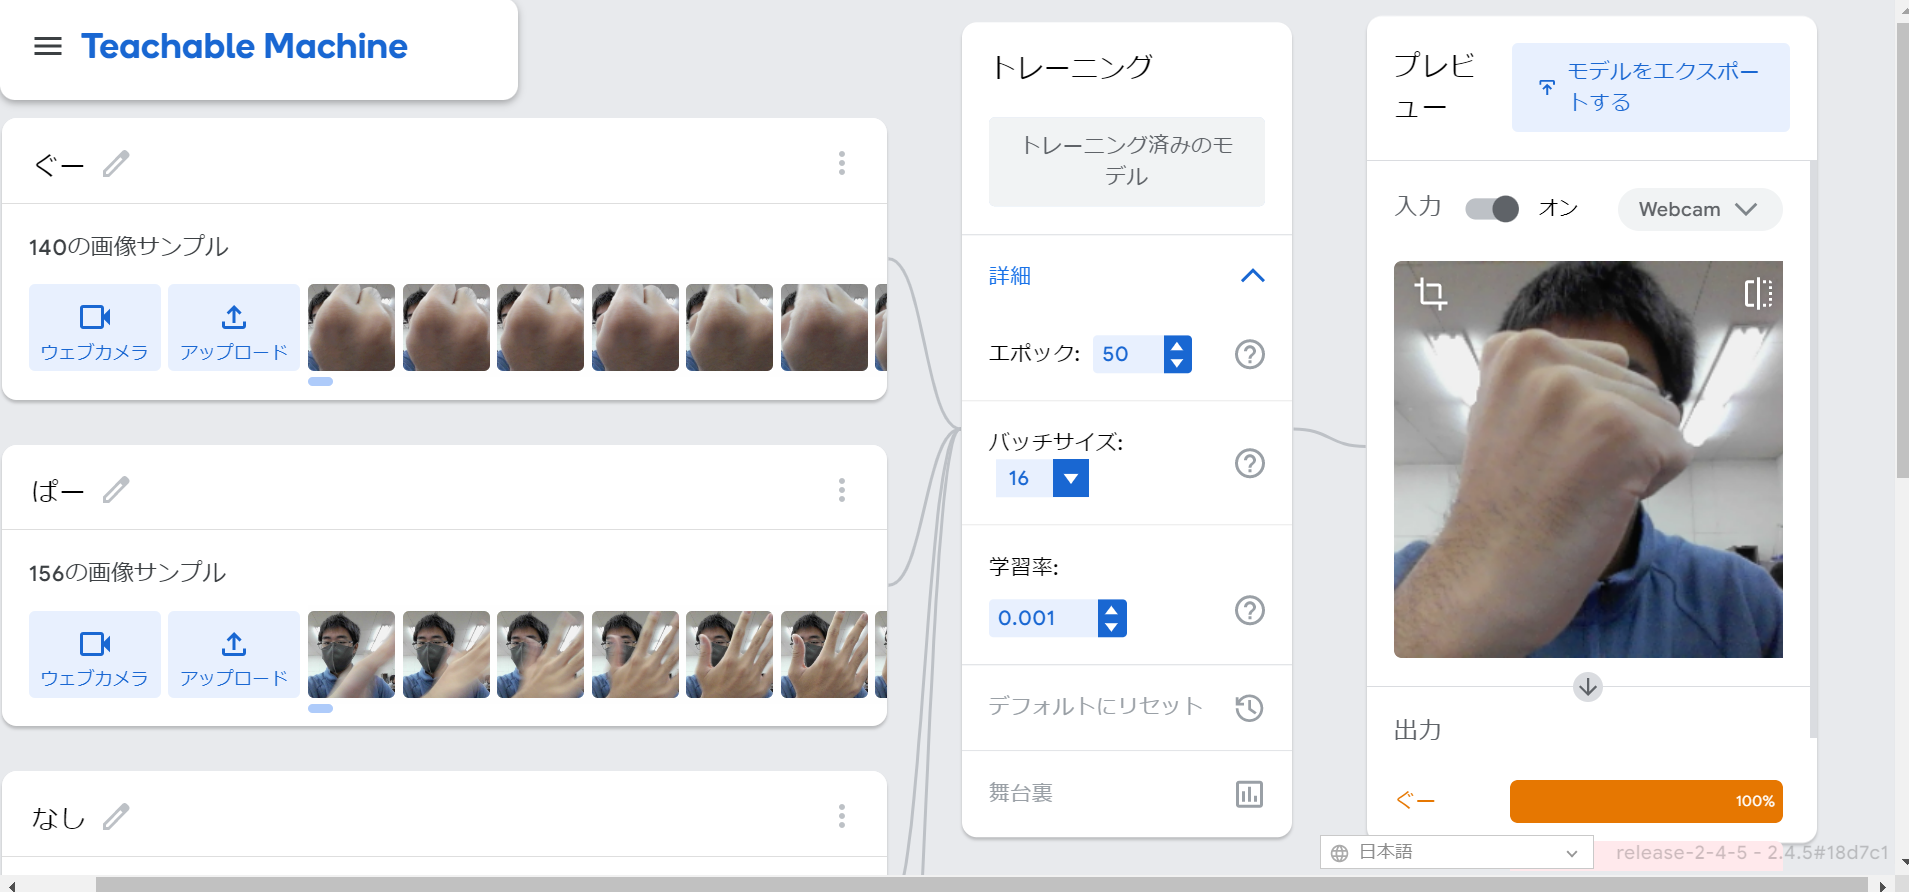 Teachable Machine
ぐー
140の画像サンプル
ウェブカメラ
アップロード
ぱー
156の画像サンプル
ウェブカメラ
アップロード
なし
トレーニング
トレーニング済みのモ
デル
詳細
エポック:
50
バッチサイズ:
16
学習率:
0.001
デフォルトにリセット
舞台裏
プレビ
ュー
モデルをエクスポー
トする
入力
オン
Webcam
出力
ぐー
100%
日本語
release-2-4-5 - 2.4.5#18d7c1